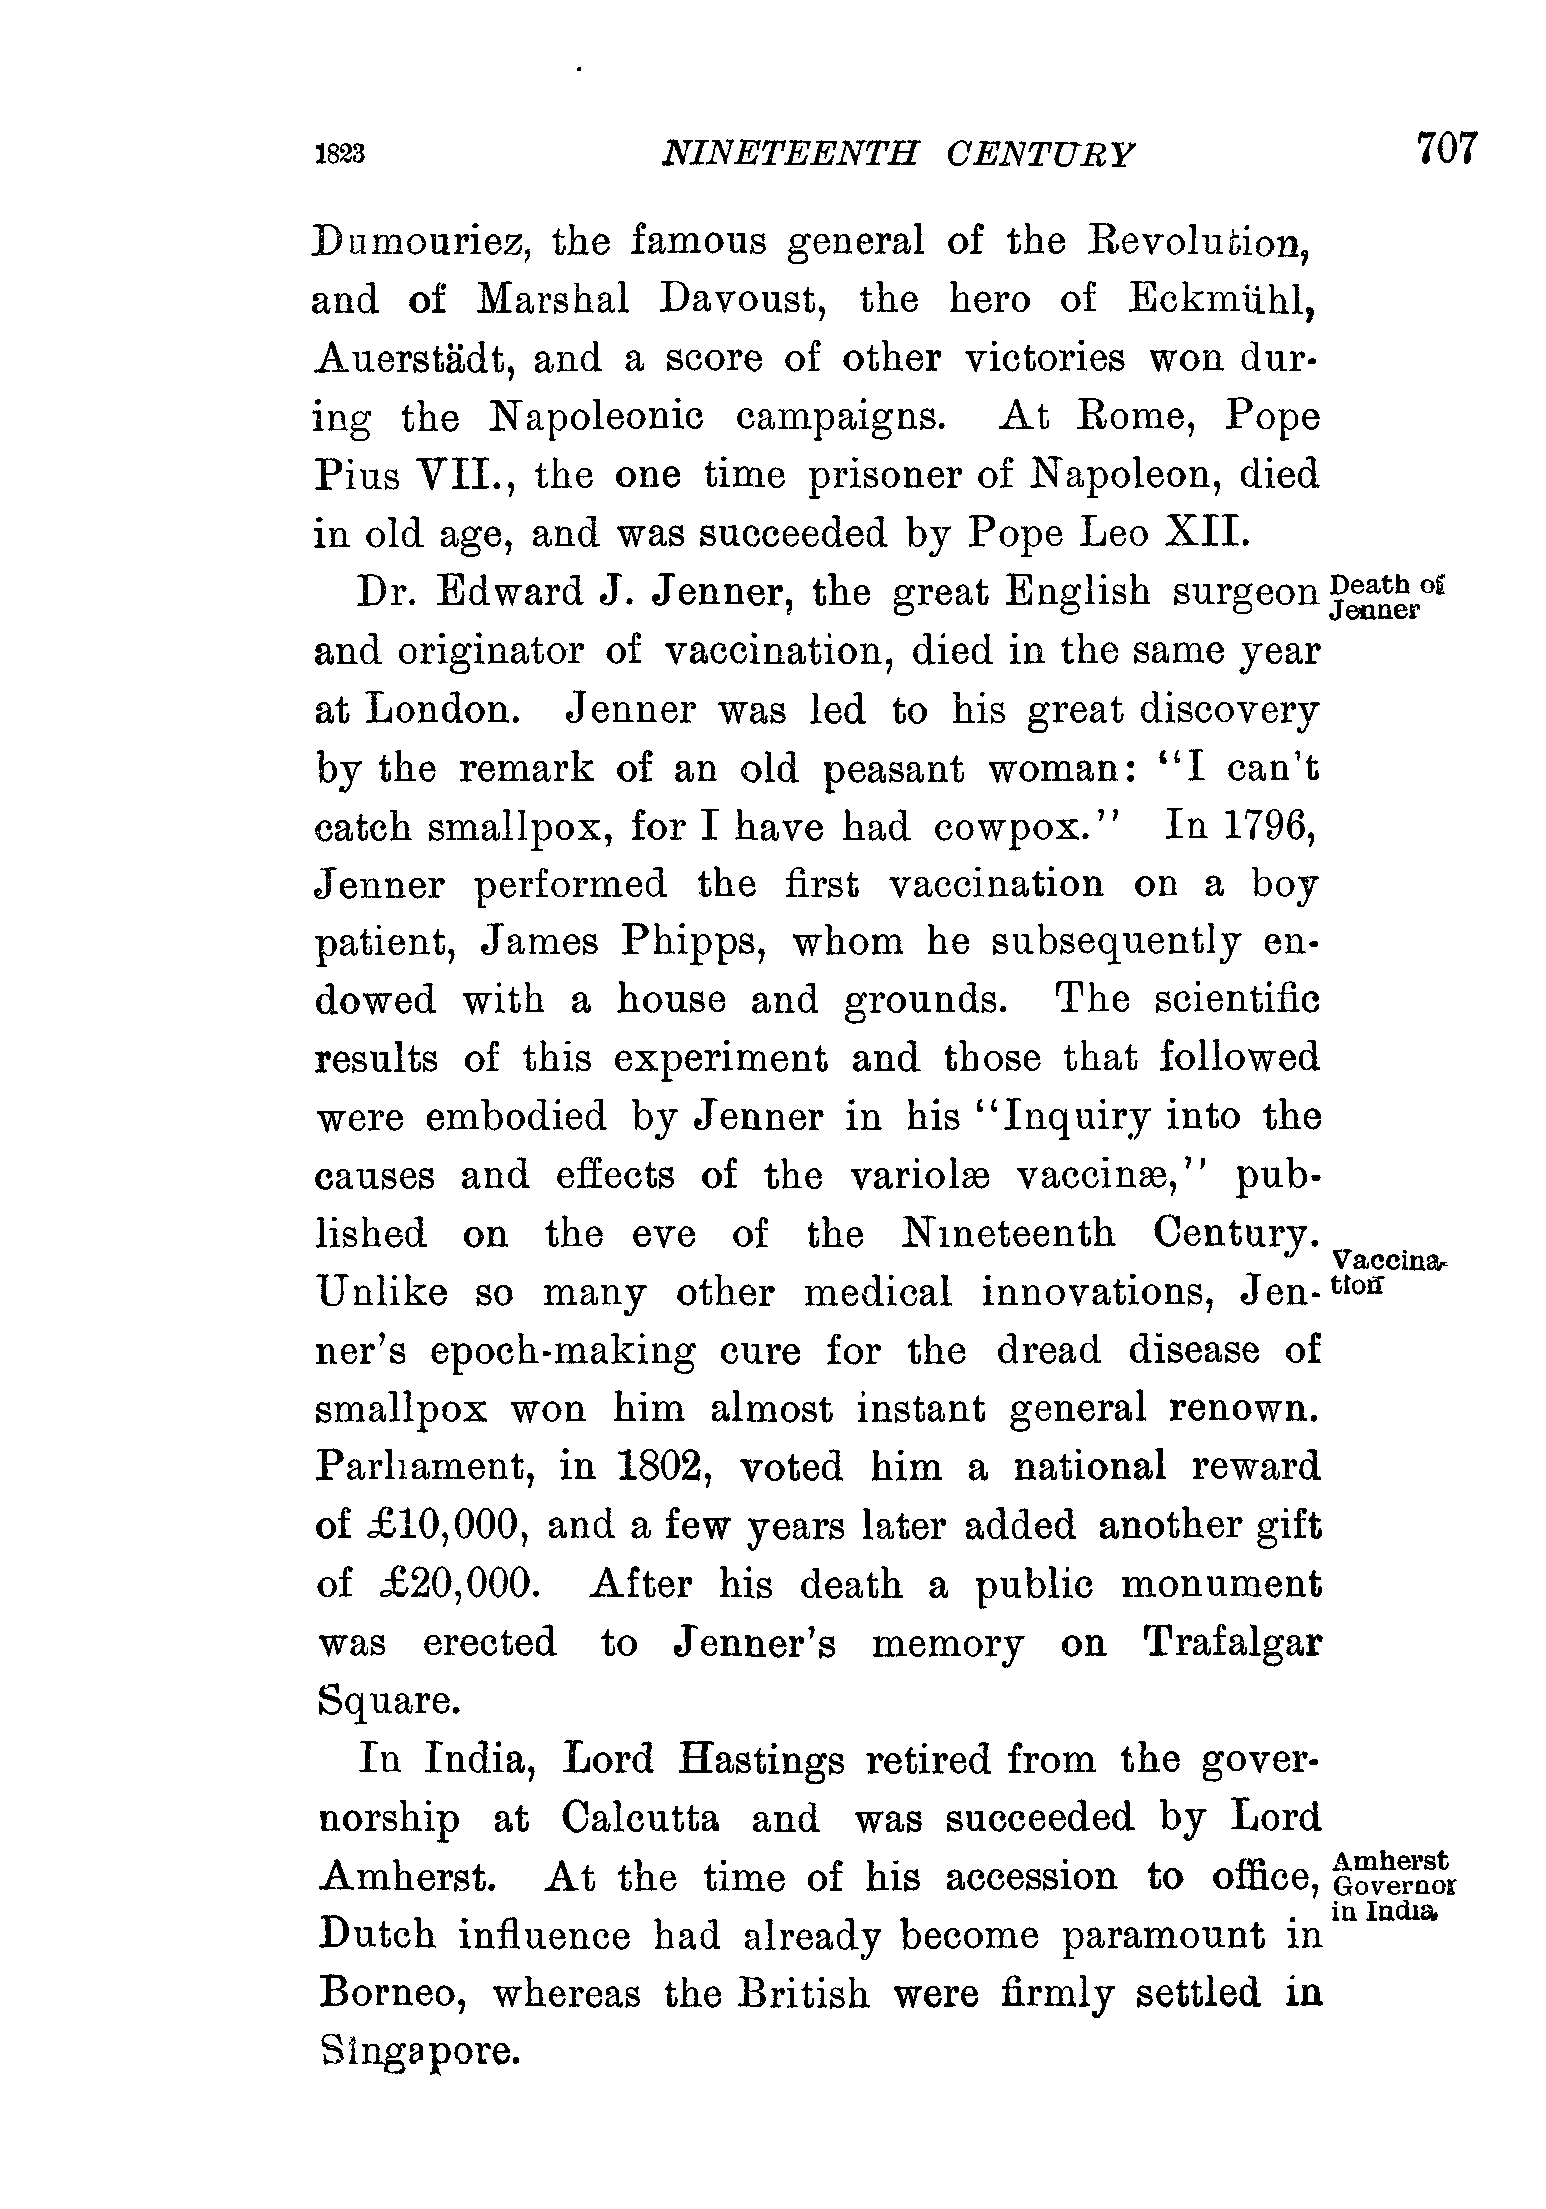 1823 NINETEENTH CENTURY 707
Dumouriez, the famous general of the Revolution,
and of Marshal Davoust, the hero of Eckmühl,
Auerstädt, and a score of other victories won dur-
ing the Napoleonic campaigns. At Rome, Pope
Pius VII., the one time prisoner of Napoleon, died
in old age, and was succeeded by Pope Leo XII.
Dr. Edward J. Jenner, the great English surgeon
Death of
Jenner
and originator of vaccination, died in the same year
at London. Jenner was led to his great discovery
by the remark of an old peasant woman: "I can't
catch smallpox, for I have had cowpox." In 1796,
Jenner performed the first vaccination on a boy
patient, James Phipps, whom he subsequently en-
dowed with a house and grounds. The scientific
results of this experiment and those that followed
were embodied by Jenner in his "Inquiry into the
causes and effects of the variolæ vaccinæ," pub-
lished on the eve of the Nineteenth Century.
Unlike so many other medical innovations, Jen-
Vaccina-
tion
ner's epoch-making cure for the dread disease of
smallpox won him almost instant general renown.
Parliament, in 1802, voted him a national reward
of £10,000, and a few years later added another gift
of £20,000. After his death a public monument
was erected to Jenner's memory on Trafalgar
Square.
In India, Lord Hastings retired from the gover-
norship at Calcutta and was succeeded by Lord
Amherst. At the time of his accession to office,
Amherst
Governor
in India
Dutch influence had already become paramount in
Borneo, whereas the British were firmly settled in
Singapore.